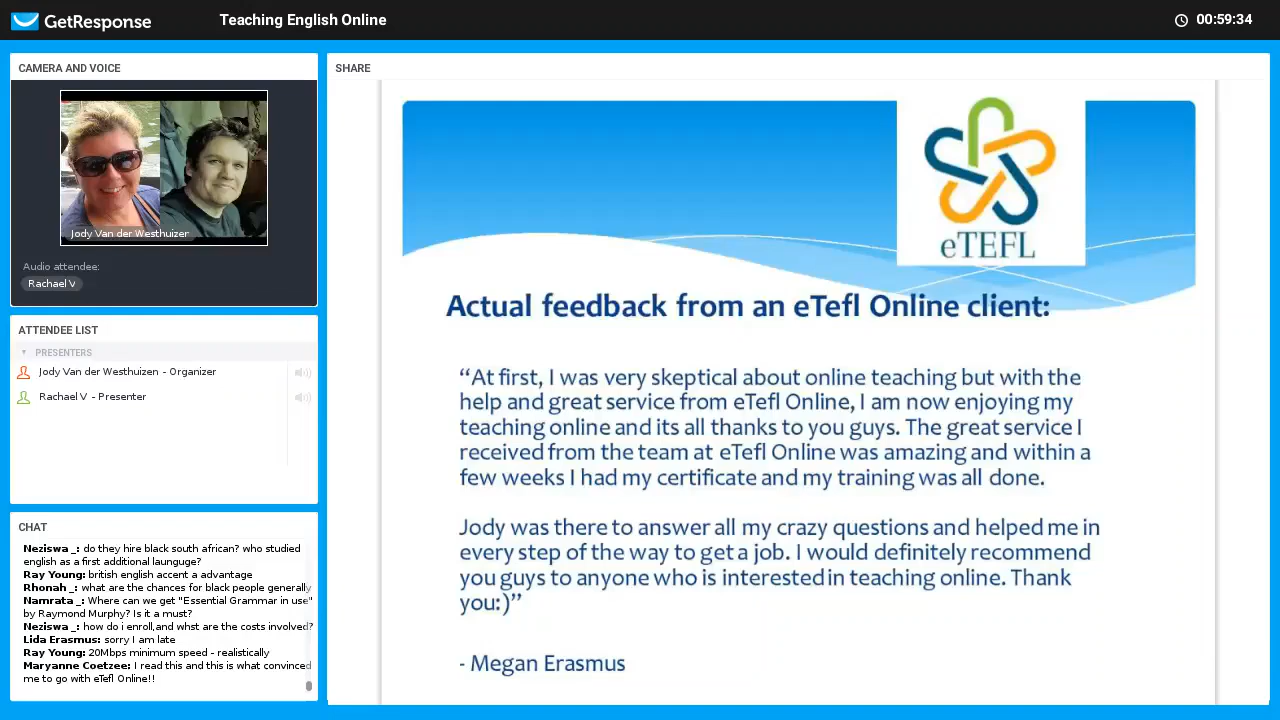 GetResponse
Teaching English Online
00:59:34
CAMERA AND VOICE
Jody Van der Westhuizer
Audio attendee:
Rachael V
ATTENDEE LIST
PRESENTERS
Jody Van der Westhuizen - Organizer
Rachael V - Presenter
CHAT
Neziswa _: do they hire black south african? who studied
english as a first additional launguge?
Ray Young: british english accent a advantage
Rhonah _: what are the chances for black people generally
Namrata _: Where can we get "Essential Grammar in use"
by Raymond Murphy? Is it a must?
Neziswa _: how do i enroll,and whst are the costs involved?
Lida Erasmus: sorry I am late
Ray Young: 20Mbps minimum speed - realistically
Maryanne Coetzee: I read this and this is what convinced
me to go with eTefl Online!!
SHARE
eTEFL
Actual feedback from an eTefl Online client:
“At first, I was very skeptical about online teaching but with the
help and great service from eTefl Online, I am now enjoying my
teaching online and its all thanks to you guys. The great service I
received from the team at eTefl Online was amazing and within a
few weeks I had my certificate and my training was all done.
Jody was there to answer all my crazy questions and helped me in
every step of the way to get a job. I would definitely recommend
you guys to anyone who is interested in teaching online. Thank
you:)”
- Megan Erasmus